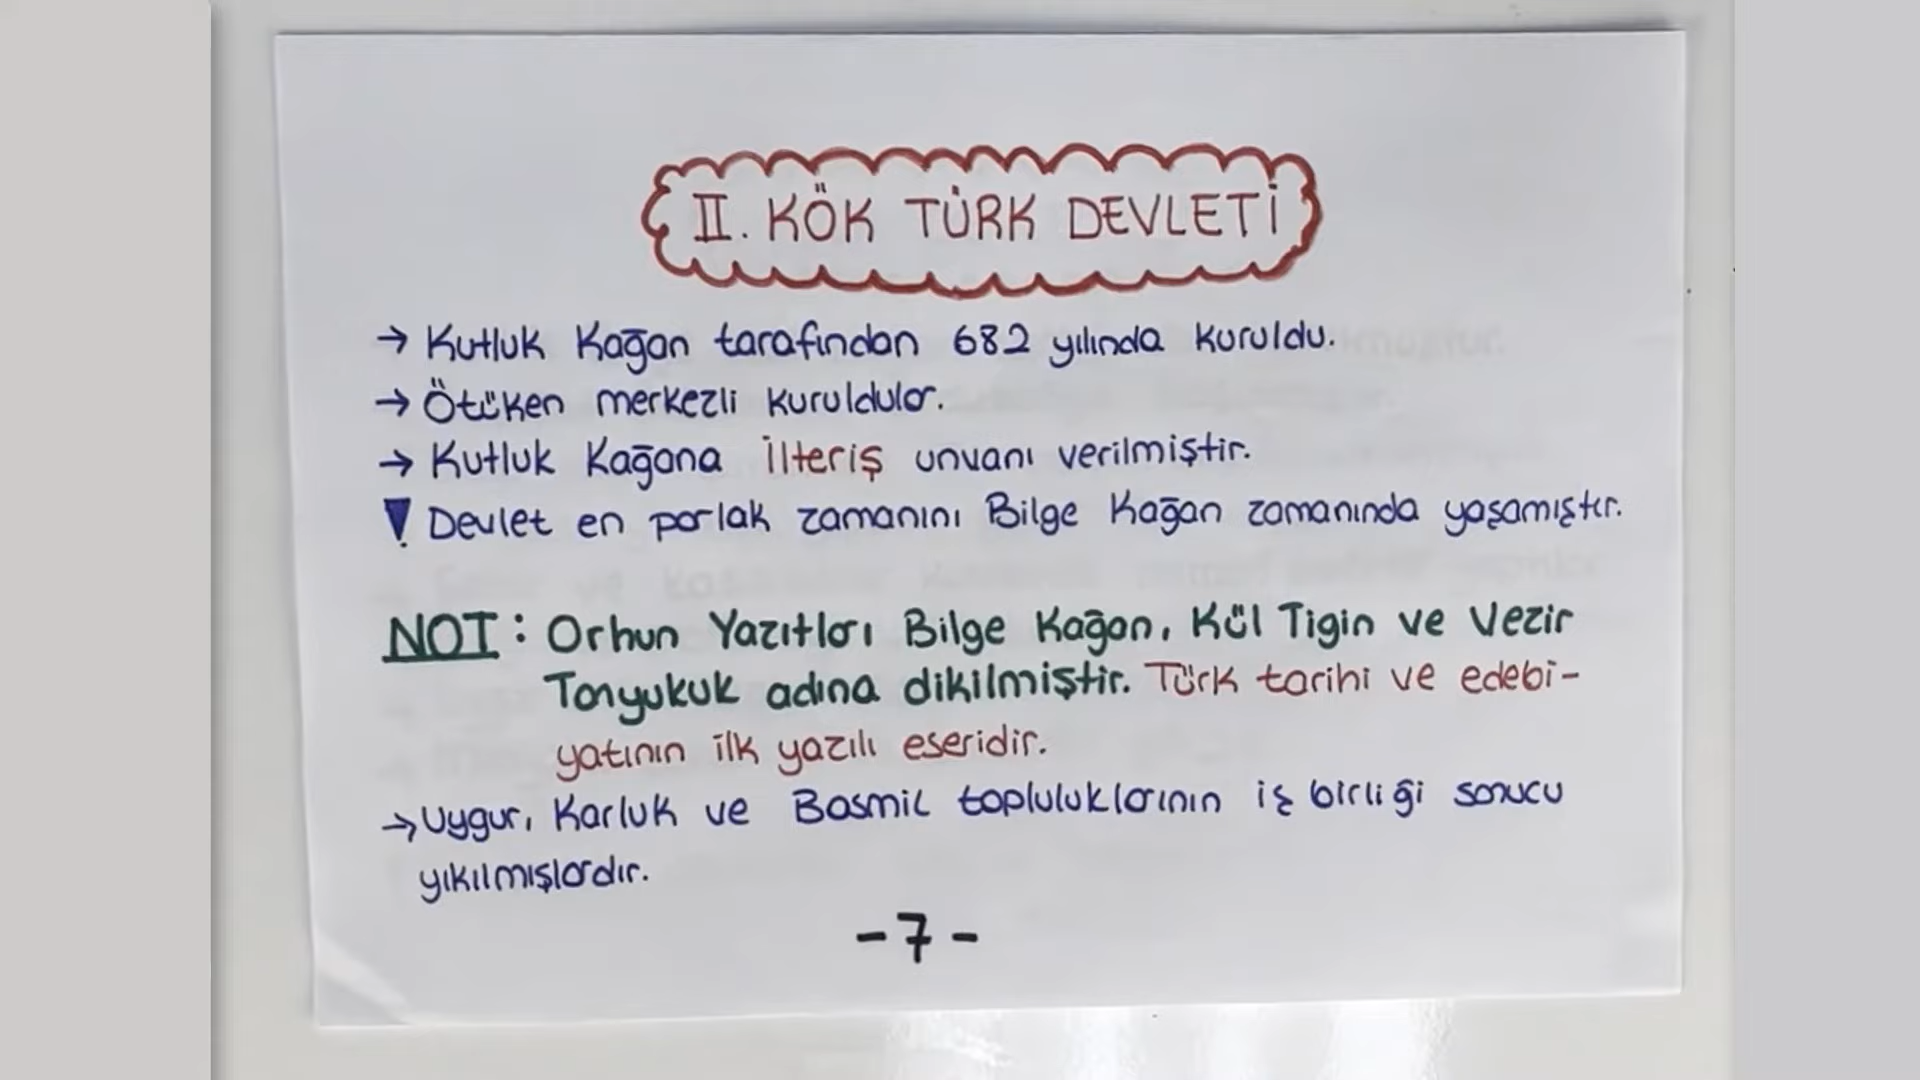 II. KÖK TÜRK DEVLETİ
→ Kutluk Kağan tarafından 682 yılında kuruldu.
→ Ötüken merkezli kuruldular.
→ Kutluk Kağana İlteriş unvanı verilmiştir.
! Devlet en parlak zamanını Bilge Kağan zamanında yaşamıştır.
NOT: Orhun Yazıtları Bilge Kağan, Kül Tigin ve Vezir
Tonyukuk adına dikilmiştir. Türk tarihi ve edebi-
yatının ilk yazılı eseridir.
→ Uygur, Karluk ve Basmil topluluklarının iş birliği sonucu
yıkılmışlardır.
- 7 -